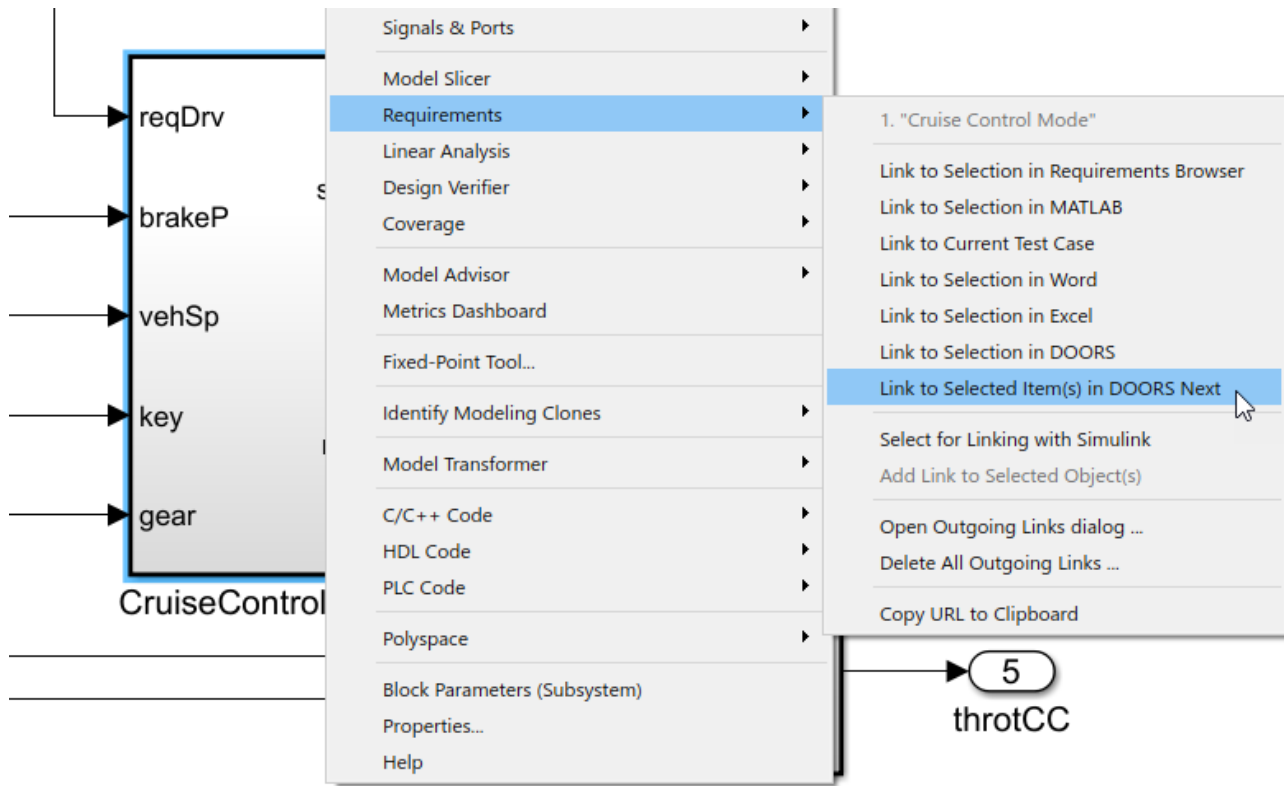 reqDrv
brakeP
vehSp
key
gear
s
CruiseControl
Signals & Ports
Model Slicer
Requirements
Linear Analysis
Design Verifier
Coverage
Model Advisor
Metrics Dashboard
Fixed-Point Tool...
Identify Modeling Clones
Model Transformer
C/C++ Code
HDL Code
PLC Code
Polyspace
Block Parameters (Subsystem)
Properties...
Help
1. "Cruise Control Mode"
Link to Selection in Requirements Browser
Link to Selection in MATLAB
Link to Current Test Case
Link to Selection in Word
Link to Selection in Excel
Link to Selection in DOORS
Link to Selected Item(s) in DOORS Next
Select for Linking with Simulink
Add Link to Selected Object(s)
Open Outgoing Links dialog ...
Delete All Outgoing Links ...
Copy URL to Clipboard
5
throtCC